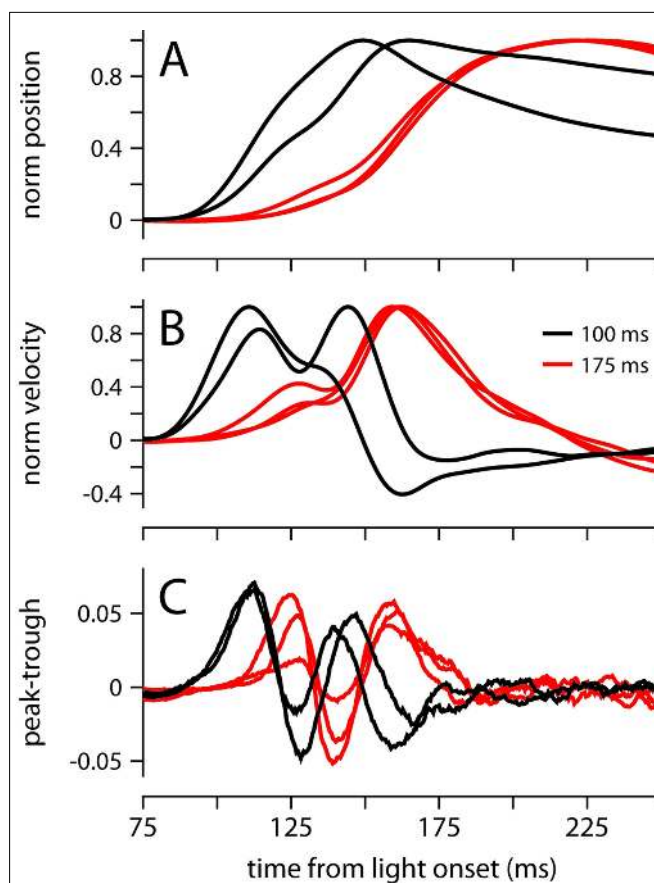 A
norm position
0.8
0.4
0
B
norm velocity
0.8
0.4
0
-0.4
100 ms
175 ms
C
peak-trough
0.05
0
-0.05
75
125
175
225
time from light onset (ms)